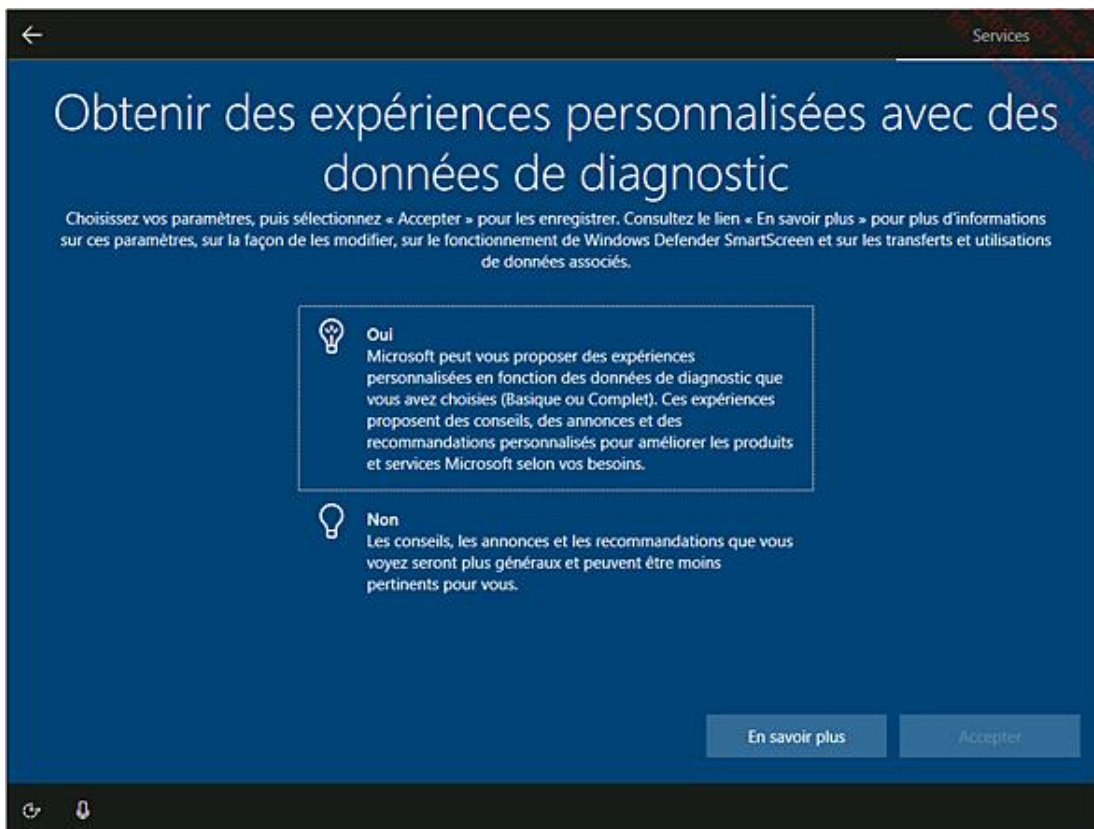 Services
Obtenir des expériences personnalisées avec des
données de diagnostic
Choisissez vos paramètres, puis sélectionnez « Accepter » pour les enregistrer. Consultez le lien « En savoir plus » pour plus d'informations
sur ces paramètres, sur la façon de les modifier, sur le fonctionnement de Windows Defender SmartScreen et sur les transferts et utilisations
de données associés.
Oui
Microsoft peut vous proposer des expériences
personnalisées en fonction des données de diagnostic que
vous avez choisies (Basique ou Complet). Ces expériences
proposent des conseils, des annonces et des
recommandations personnalisés pour améliorer les produits
et services Microsoft selon vos besoins.
Non
Les conseils, les annonces et les recommandations que vous
voyez seront plus généraux et peuvent être moins
pertinents pour vous.
En savoir plus
Accepter